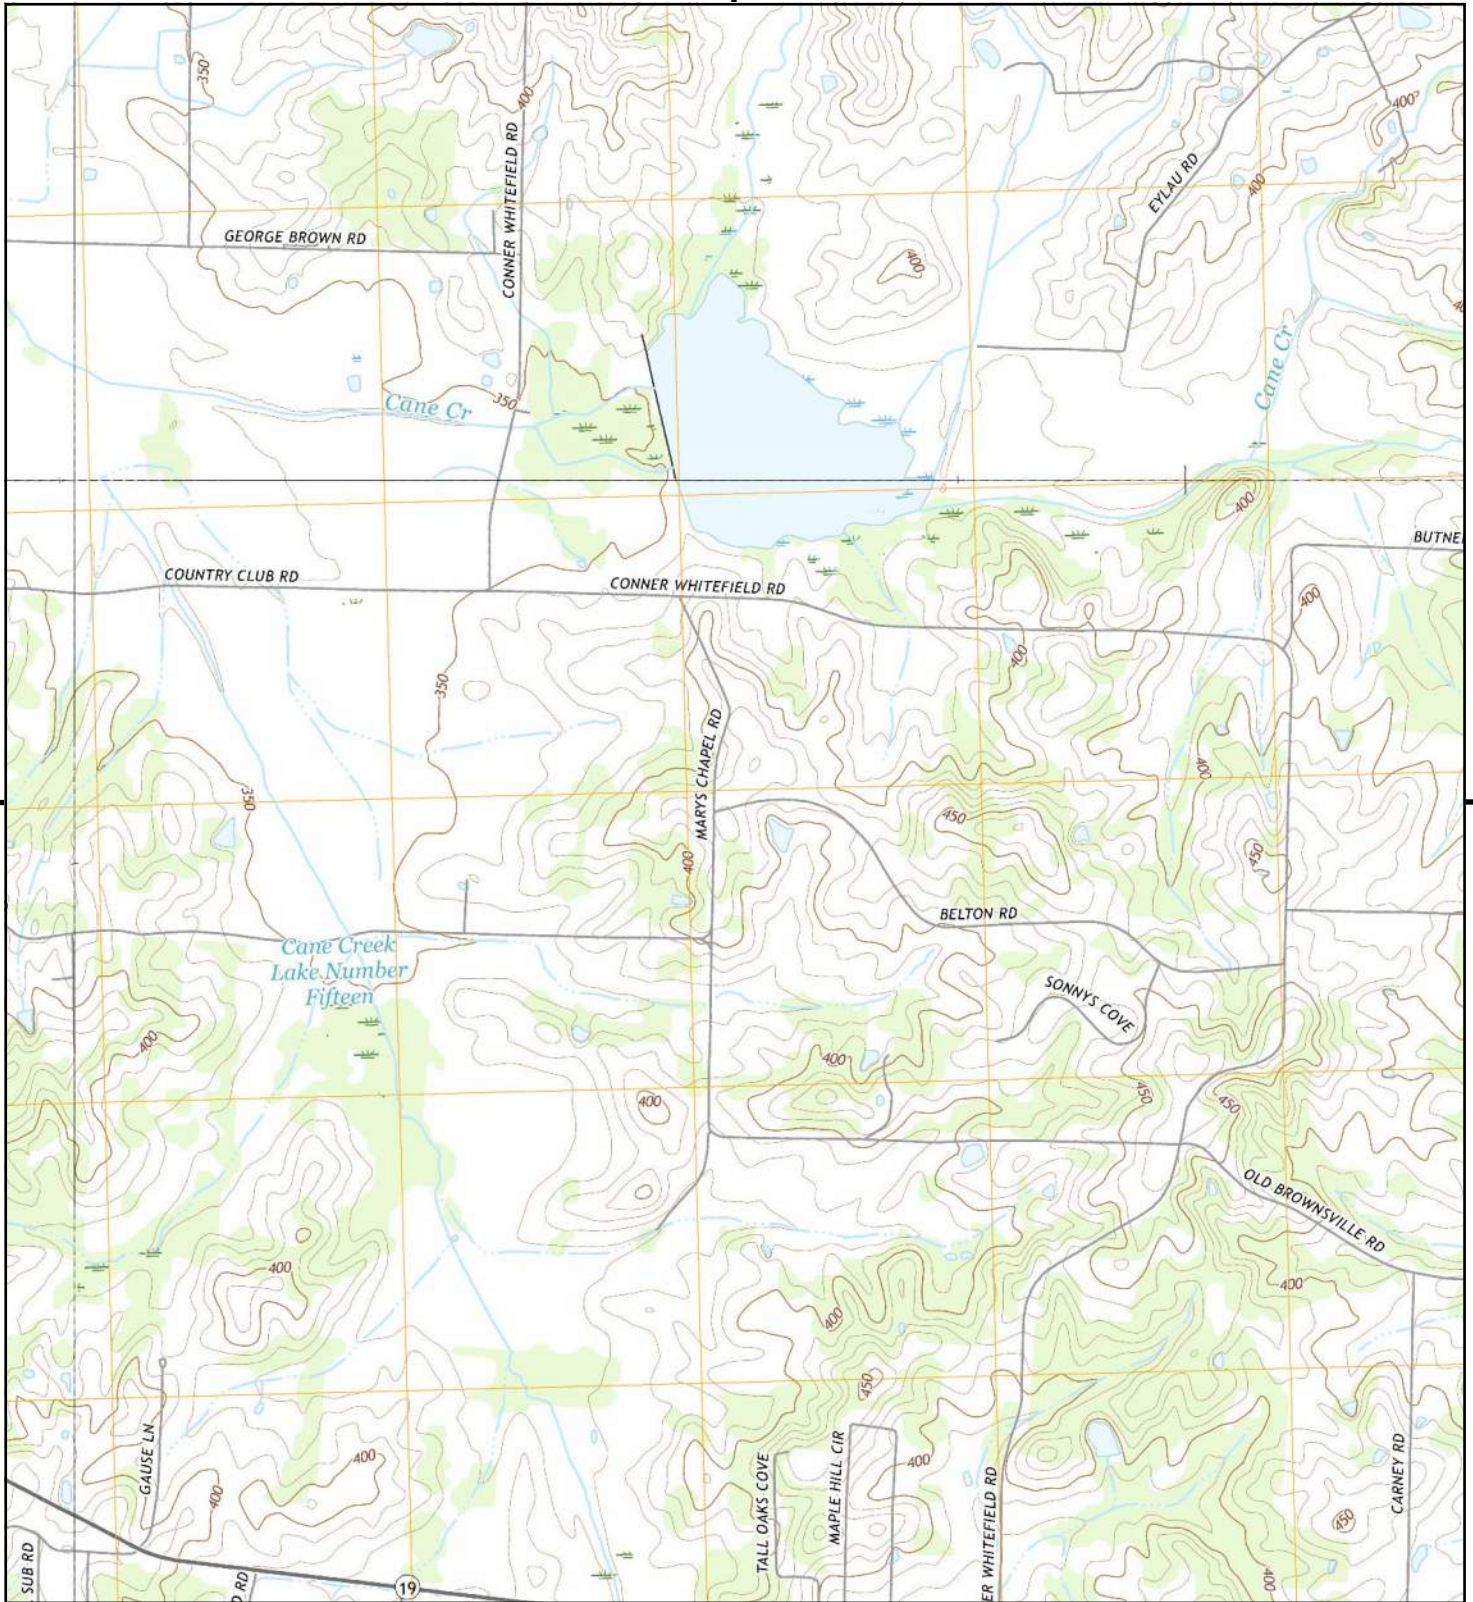 350
400
CONNER WHITEFIELD RD
400
EYLAU RD
400
GEORGE BROWN RD
400
Cane Cr
Cane Cr
350
400
BUTNE
COUNTRY CLUB RD
CONNER WHITEFIELD RD
400
400
350
MARYS CHAPEL RD
400
350
450
450
400
BELTON RD
Cane Creek
Lake Number
Fifteen
SONNYS COVE
400
400
400
450
450
OLD BROWNSVILLE RD
400
400
400
450
GAUSE LN
400
400
400
TALL OAKS COVE
MAPLE HILL CIR
ER WHITEFIELD RD
CARNEY RD
450
400
SUB RD
D RD
19